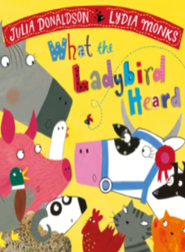 JULIA DONALDSON LYDIA MONKS
What the
Ladybird
Heard